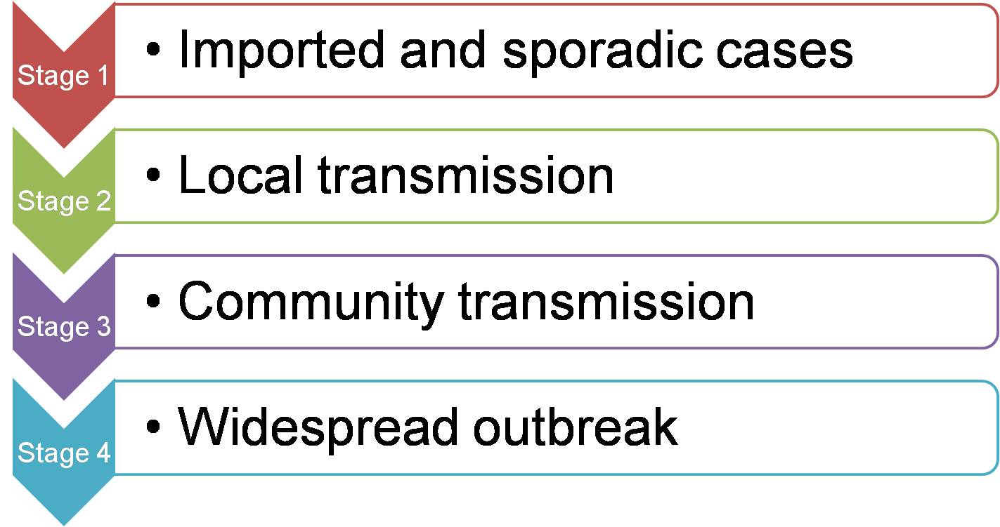 Stage 1
• Imported and sporadic cases
Stage 2
• Local transmission
Stage 3
• Community transmission
Stage 4
• Widespread outbreak